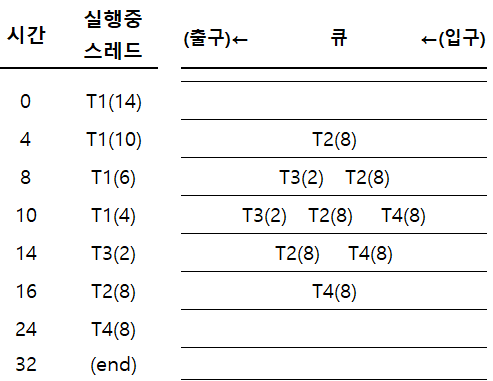 시간 실행중 스레드 (출구)← 큐 ←(입구)
0 T1(14)
4 T1(10) T2(8)
8 T1(6) T3(2) T2(8)
10 T1(4) T3(2) T2(8) T4(8)
14 T3(2) T2(8) T4(8)
16 T2(8) T4(8)
24 T4(8)
32 (end)